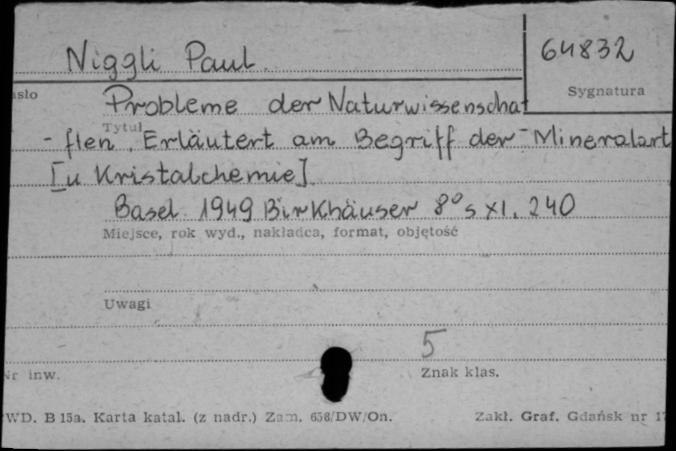 Niggli Paul.
64832
Sygnatura
Probleme der Naturwissenschaf
Tytuł
- ften. Erläutert am Begriff der Mineralart
[u Kristalchemie]
Basel 1949 Birkhäuser 8° s XI. 240
Miejsce, rok wyd., nakładca, format, objętość
Uwagi
5
Nr inw.
Znak klas.
WD. B 15a. Karta katal. (z nadr.) Zam. 658/DW/On.
Zakł. Graf. Gdańsk nr 1